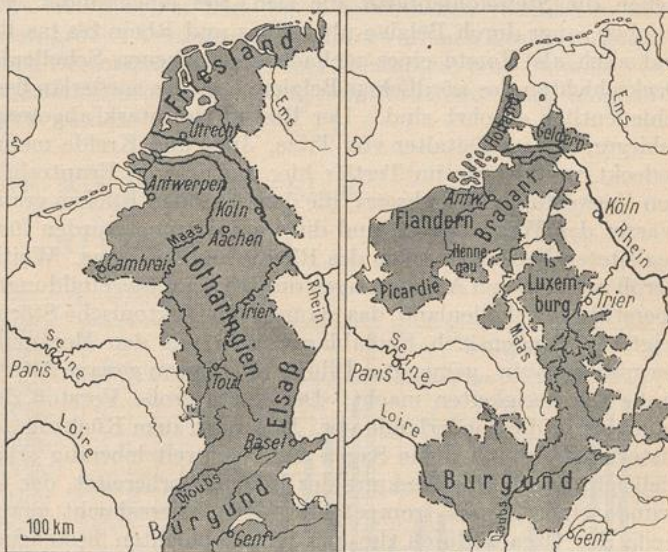 Friesland
Ems
Utrecht
Antwerpen
Köln
Maas
Aachen
Cambrai
Lotharingien
Trier
Rhein
Seine
Paris
Toul
Elsaß
Loire
Basel
Doubs
Burgund
100 km
Genf
Holland
Ems
Geldern
Antw.
Brabant
Köln
Flandern
Rhein
Henne-
gau
Picardie
Luxem-
burg
Trier
Maas
Seine
Paris
Loire
Burgund
Doubs
Genf